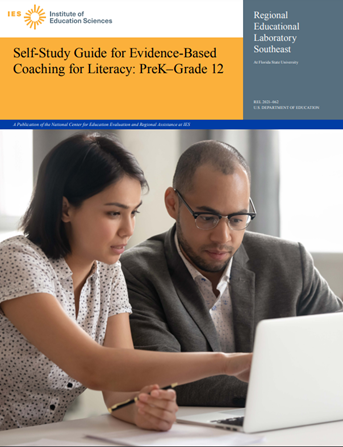 IES
Institute of
Education Sciences
Regional
Educational
Laboratory
Southeast
At Florida State University
Self-Study Guide for Evidence-Based
Coaching for Literacy: PreK–Grade 12
REL 2021–062
U.S. DEPARTMENT OF EDUCATION
A Publication of the National Center for Education Evaluation and Regional Assistance at IES